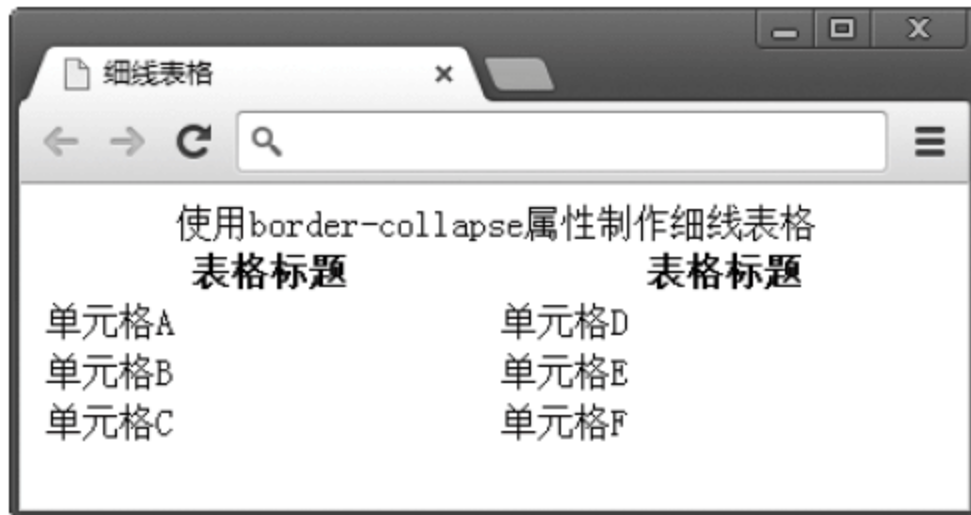 细线表格
使用border-collapse属性制作细线表格
表格标题 表格标题
单元格A 单元格D
单元格B 单元格E
单元格C 单元格F